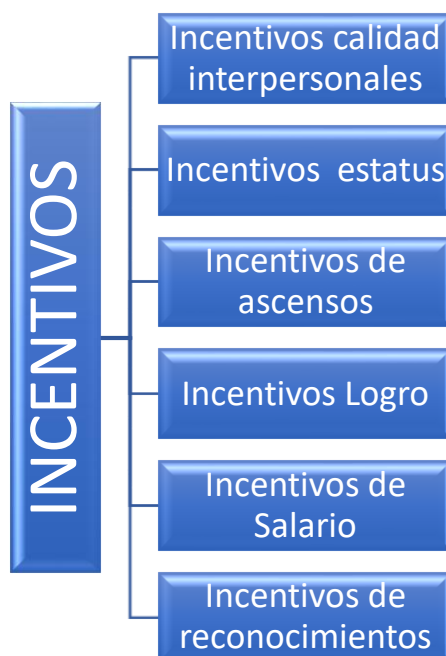 INCENTIVOS
Incentivos calidad
interpersonales
Incentivos estatus
Incentivos de
ascensos
Incentivos Logro
Incentivos de
Salario
Incentivos de
reconocimientos